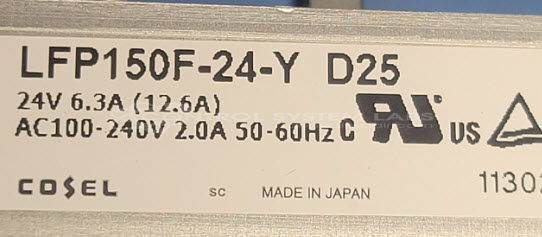 LFP150F-24-Y D25
24V 6.3A (12.6A)
AC100-240V 2.0A 50-60Hz C RU US
COSEL SC MADE IN JAPAN 11302